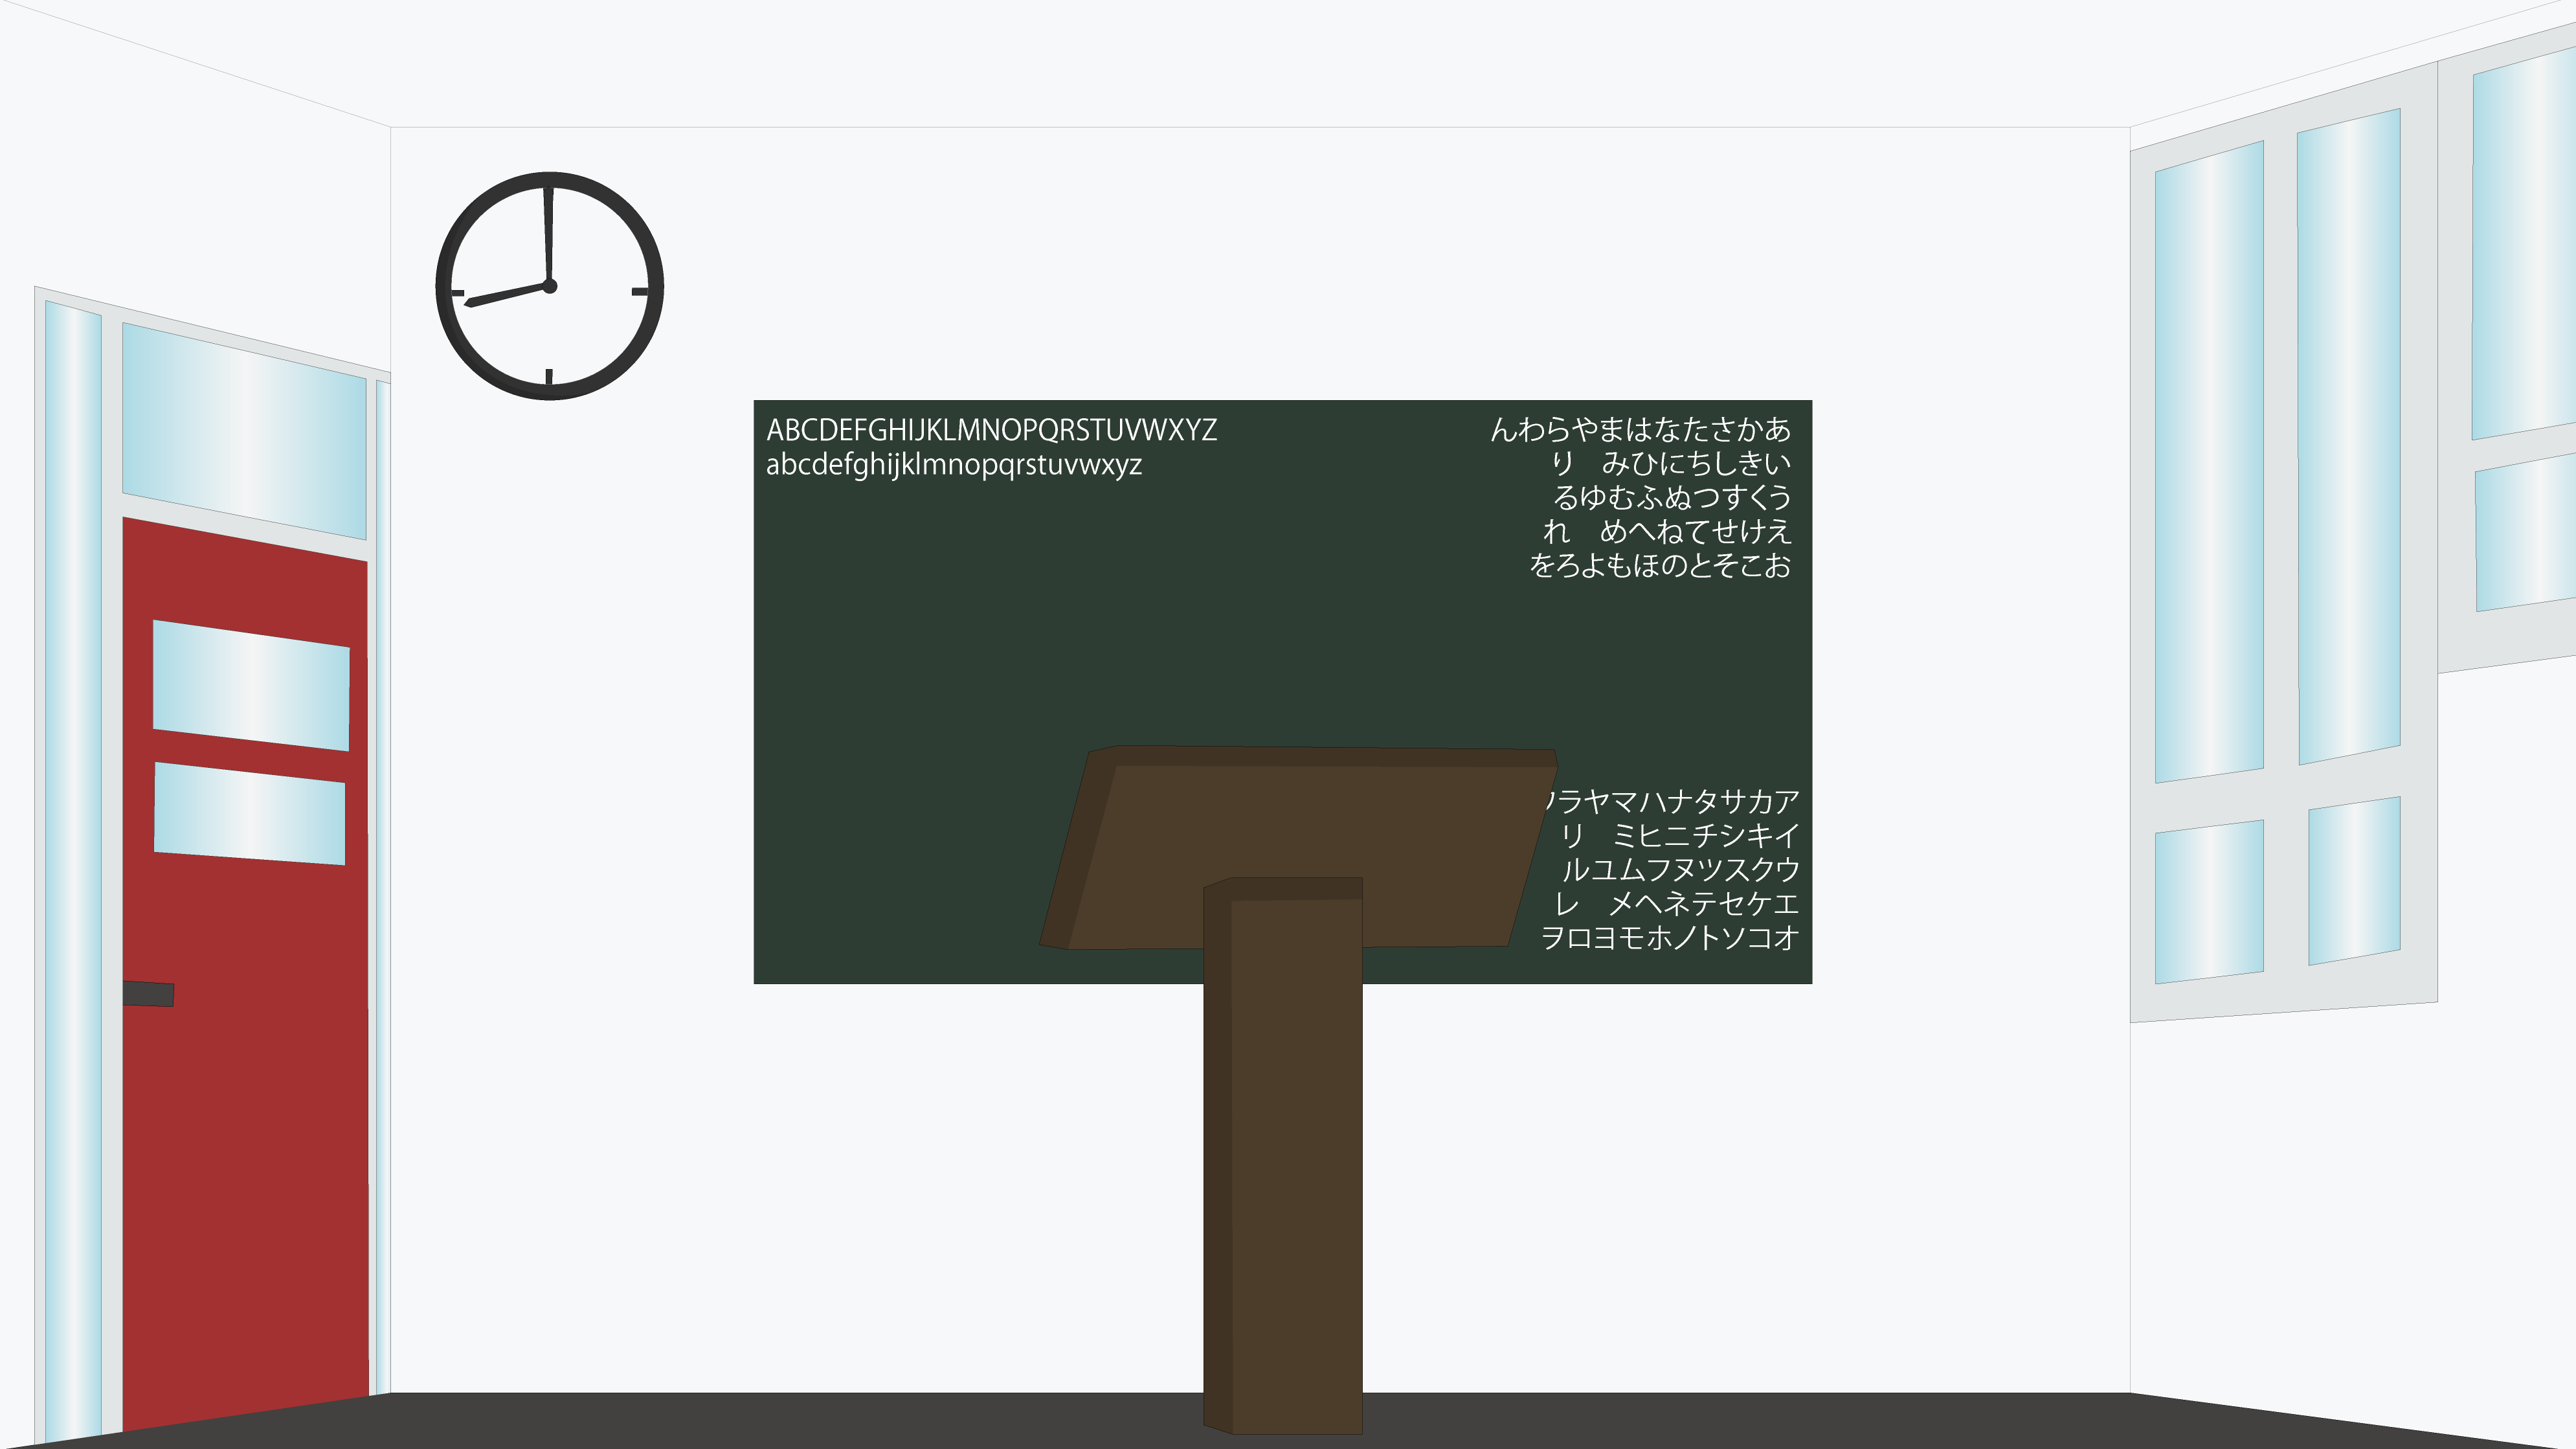 ABCDEFGHIJKLMNOPQRSTUVWXYZ
abcdefghijklmnopqrstuvwxyz
んわらやまはなたさかあ
り　みひにちしきい
るゆむふぬつすくう
れ　めへねてせけえ
をろよもほのとそこお
ラヤマハナタサカア
リ　ミヒニチシキイ
ルユムフヌツスクウ
レ　メヘネテセケエ
ヲロヨモホノトソコオ